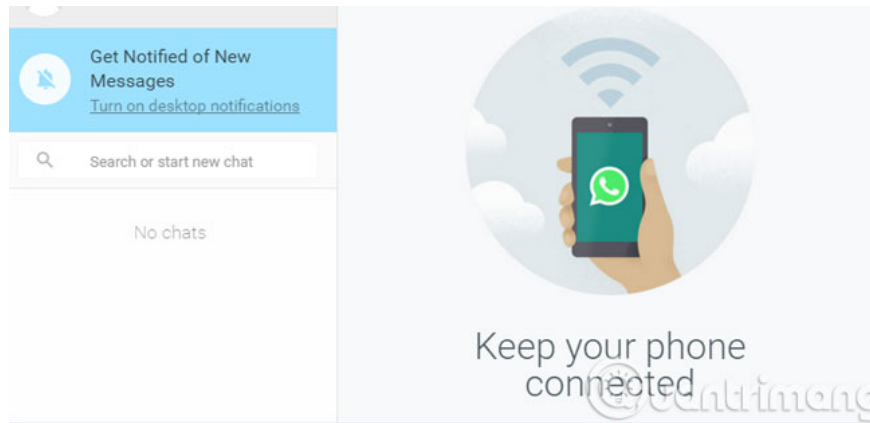 Get Notified of New
Messages
Turn on desktop notifications
Search or start new chat
No chats
Keep your phone
connected
uantrimang